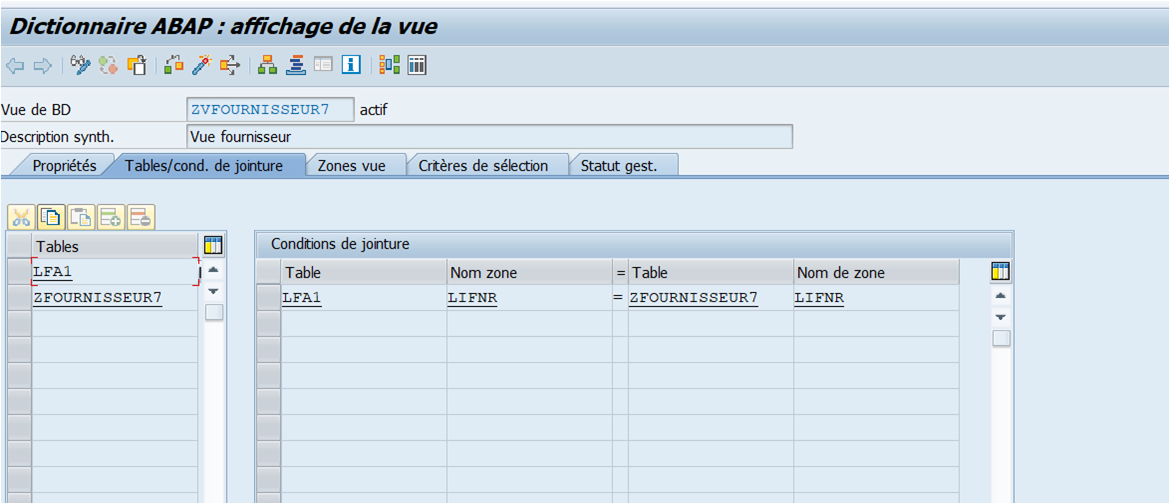 Dictionnaire ABAP : affichage de la vue
Vue de BD ZVFOURNISSEUR7 actif
Description synth. Vue fournisseur
Propriétés Tables/cond. de jointure Zones vue Critères de sélection Statut gest.
Tables
LFA1
ZFOURNISSEUR7
Conditions de jointure
Table Nom zone = Table Nom de zone
LFA1 LIFNR = ZFOURNISSEUR7 LIFNR